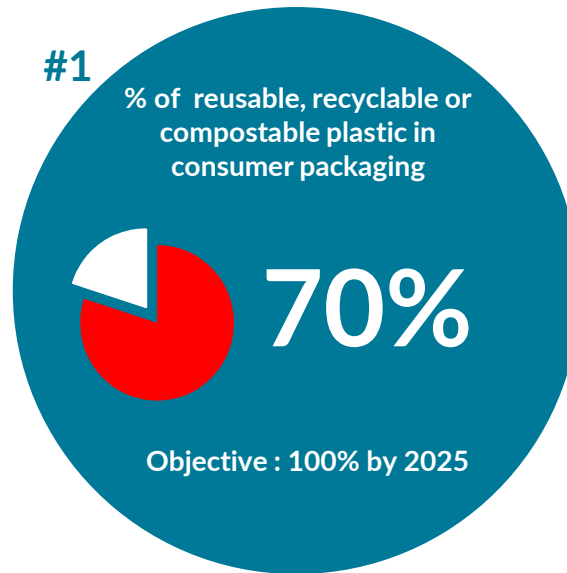 #1
% of  reusable, recyclable or
compostable plastic in
consumer packaging
70%
Objective : 100% by 2025